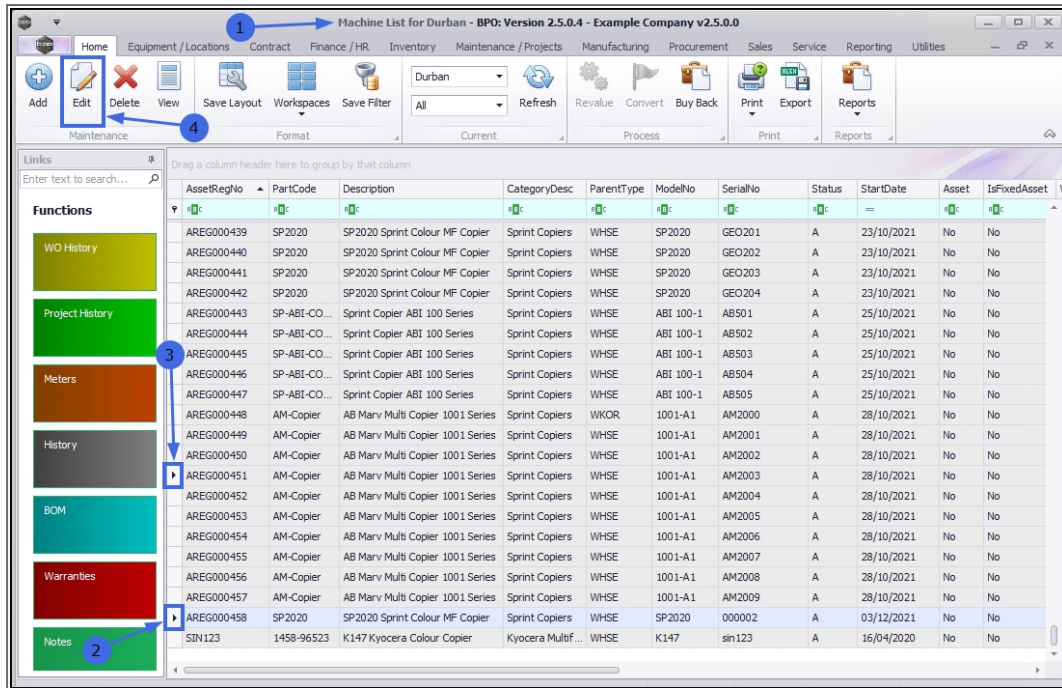 Machine List for Durban - BPO: Version 2.5.0.4 - Example Company v2.5.0.0
1
Home Equipment / Locations Contract Finance / HR Inventory Maintenance / Projects Manufacturing Procurement Sales Service Reporting Utilities
Add Edit Delete View Save Layout Workspaces Save Filter Durban All Refresh Revalue Convert Buy Back Print Export Reports
4
Maintenance Format Current Process Print Reports
Links
Drag a column header here to group by that column
Enter text to search...
AssetRegNo PartCode Description CategoryDesc ParentType ModelNo SerialNo Status StartDate Asset IsFixedAsset
Functions
AREG000439 SP2020 SP2020 Sprint Colour MF Copier Sprint Copiers WHSE SP2020 GEO201 A 23/10/2021 No No
WO History
AREG000440 SP2020 SP2020 Sprint Colour MF Copier Sprint Copiers WHSE SP2020 GEO202 A 23/10/2021 No No
AREG000441 SP2020 SP2020 Sprint Colour MF Copier Sprint Copiers WHSE SP2020 GEO203 A 23/10/2021 No No
AREG000442 SP2020 SP2020 Sprint Colour MF Copier Sprint Copiers WHSE SP2020 GEO204 A 23/10/2021 No No
Project History
AREG000443 SP-ABI-CO... Sprint Copier ABI 100 Series Sprint Copiers WHSE ABI 100-1 AB501 A 25/10/2021 No No
AREG000444 SP-ABI-CO... Sprint Copier ABI 100 Series Sprint Copiers WHSE ABI 100-1 AB502 A 25/10/2021 No No
3
AREG000445 SP-ABI-CO... Sprint Copier ABI 100 Series Sprint Copiers WHSE ABI 100-1 AB503 A 25/10/2021 No No
Meters
AREG000446 SP-ABI-CO... Sprint Copier ABI 100 Series Sprint Copiers WHSE ABI 100-1 AB504 A 25/10/2021 No No
AREG000447 SP-ABI-CO... Sprint Copier ABI 100 Series Sprint Copiers WHSE ABI 100-1 AB505 A 25/10/2021 No No
AREG000448 AM-Copier AB Marv Multi Copier 1001 Series Sprint Copiers WKOR 1001-A1 AM2000 A 28/10/2021 No No
AREG000449 AM-Copier AB Marv Multi Copier 1001 Series Sprint Copiers WHSE 1001-A1 AM2001 A 28/10/2021 No No
History
AREG000450 AM-Copier AB Marv Multi Copier 1001 Series Sprint Copiers WHSE 1001-A1 AM2002 A 28/10/2021 No No
AREG000451 AM-Copier AB Marv Multi Copier 1001 Series Sprint Copiers WHSE 1001-A1 AM2003 A 28/10/2021 No No
AREG000452 AM-Copier AB Marv Multi Copier 1001 Series Sprint Copiers WHSE 1001-A1 AM2004 A 28/10/2021 No No
BOM
AREG000453 AM-Copier AB Marv Multi Copier 1001 Series Sprint Copiers WHSE 1001-A1 AM2005 A 28/10/2021 No No
AREG000454 AM-Copier AB Marv Multi Copier 1001 Series Sprint Copiers WHSE 1001-A1 AM2006 A 28/10/2021 No No
AREG000455 AM-Copier AB Marv Multi Copier 1001 Series Sprint Copiers WHSE 1001-A1 AM2007 A 28/10/2021 No No
Warranties
AREG000456 AM-Copier AB Marv Multi Copier 1001 Series Sprint Copiers WHSE 1001-A1 AM2008 A 28/10/2021 No No
AREG000457 AM-Copier AB Marv Multi Copier 1001 Series Sprint Copiers WHSE 1001-A1 AM2009 A 28/10/2021 No No
AREG000458 SP2020 SP2020 Sprint Colour MF Copier Sprint Copiers WHSE SP2020 000002 A 03/12/2021 No No
Notes
SIN123 1458-96523 K147 Kyocera Colour Copier Kyocera Multif... WHSE K147 sin123 A 16/04/2020 No No
2